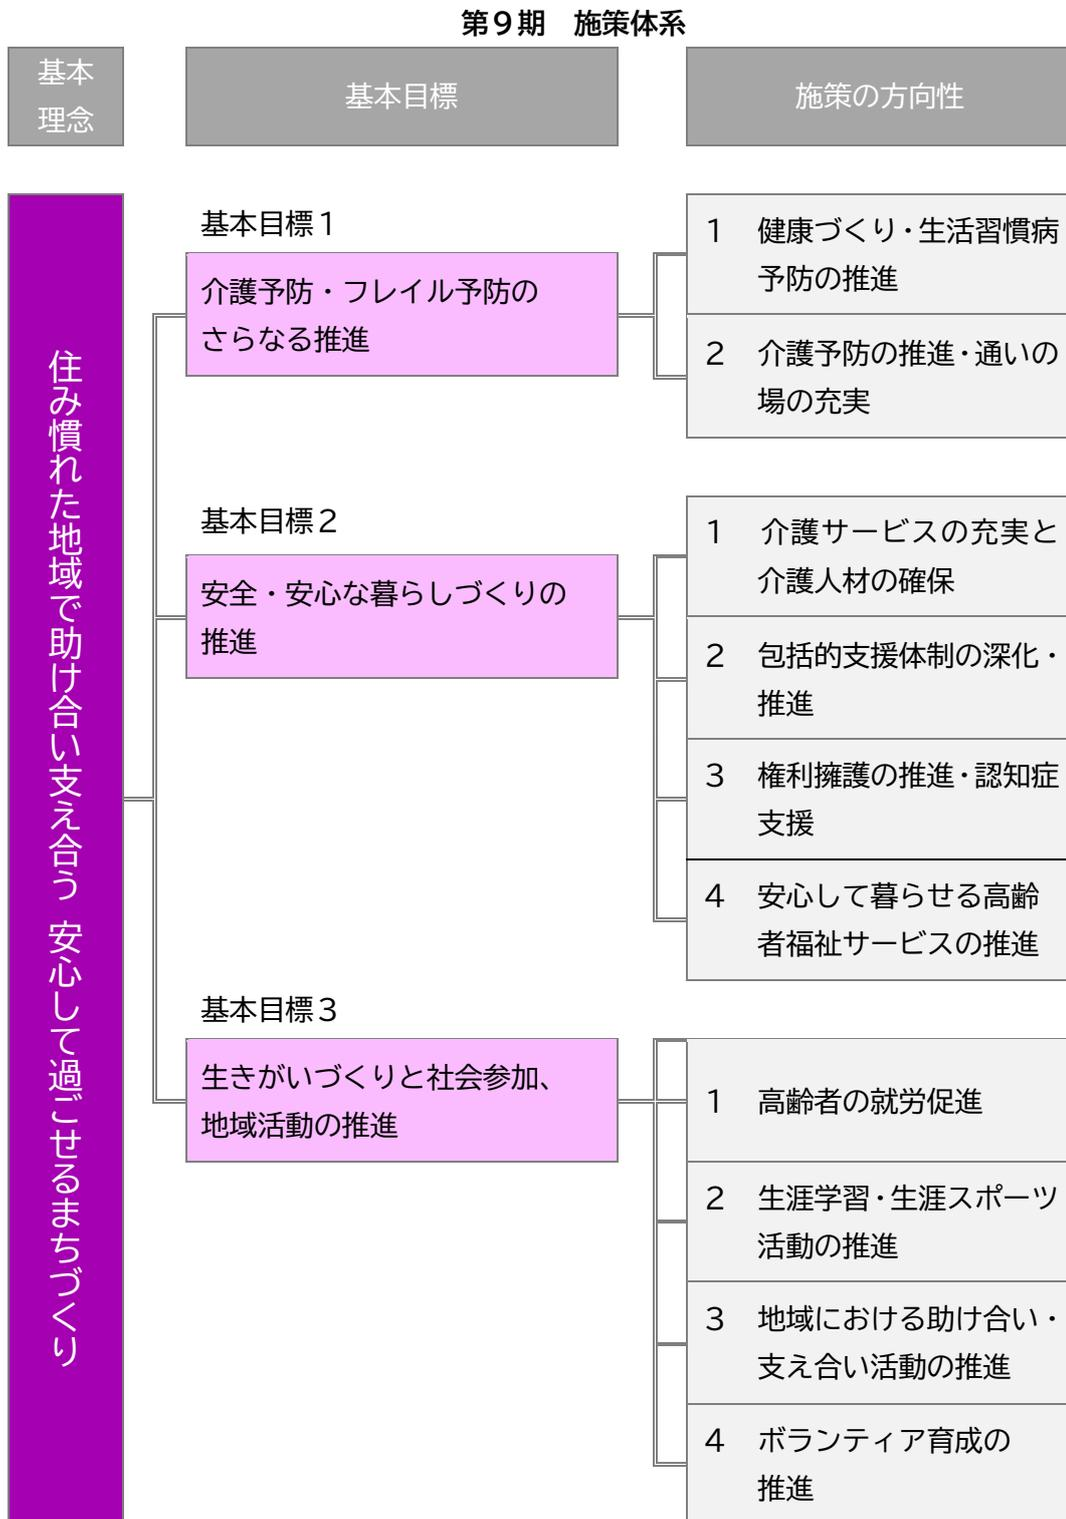 第９期　施策体系
基本
理念
基本目標
施策の方向性
住み慣れた地域で助け合い支え合う 安心して過ごせるまちづくり
基本目標１
介護予防・フレイル予防の
さらなる推進
1　健康づくり・生活習慣病
予防の推進
2　介護予防の推進・通いの
場の充実
基本目標２
安全・安心な暮らしづくりの
推進
1　介護サービスの充実と
介護人材の確保
2　包括的支援体制の深化・
推進
3　権利擁護の推進・認知症
支援
4　安心して暮らせる高齢
者福祉サービスの推進
基本目標３
生きがいづくりと社会参加、
地域活動の推進
1　高齢者の就労促進
2　生涯学習・生涯スポーツ
活動の推進
3　地域における助け合い・
支え合い活動の推進
4　ボランティア育成の
推進